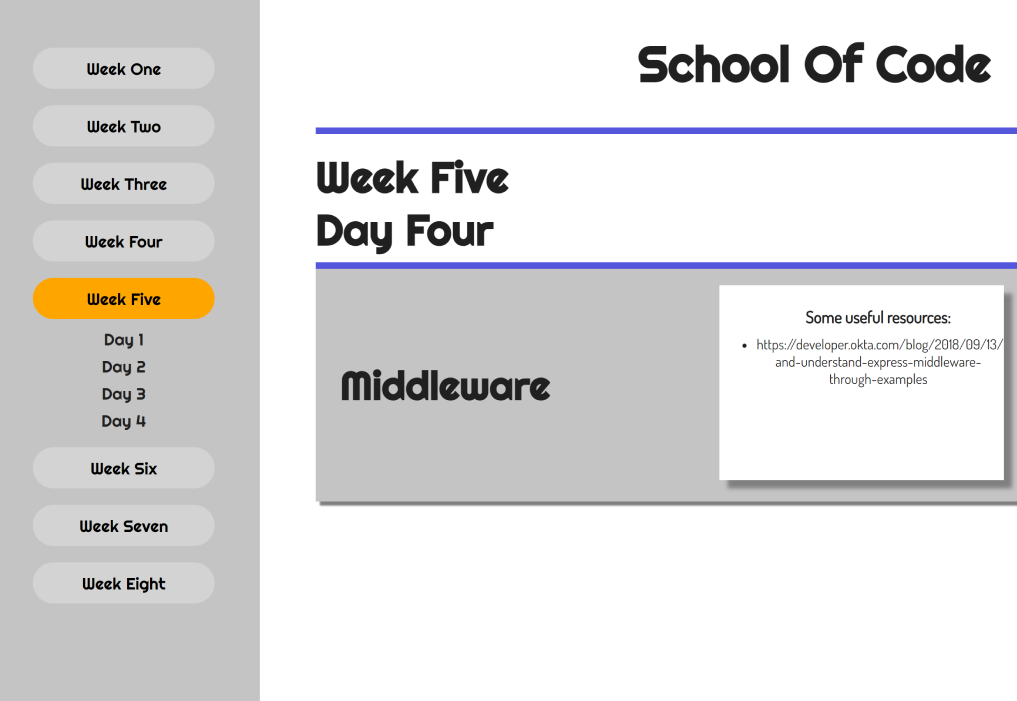 Week One
Week Two
Week Three
Week Four
Week Five
Day 1
Day 2
Day 3
Day 4
Week Six
Week Seven
Week Eight
School Of Code
Week Five
Day Four
Middleware
Some useful resources:
• https://developer.okta.com/blog/2018/09/13/
and-understand-express-middleware-
through-examples